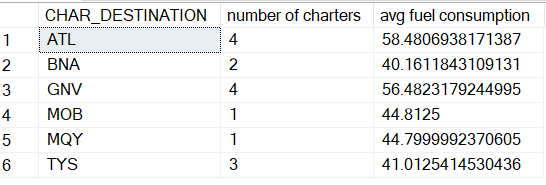 CHAR_DESTINATION number of charters avg fuel consumption
1 ATL 4 58.4806938171387
2 BNA 2 40.1611843109131
3 GNV 4 56.4823179244995
4 MOB 1 44.8125
5 MQY 1 44.7999992370605
6 TYS 3 41.0125414530436